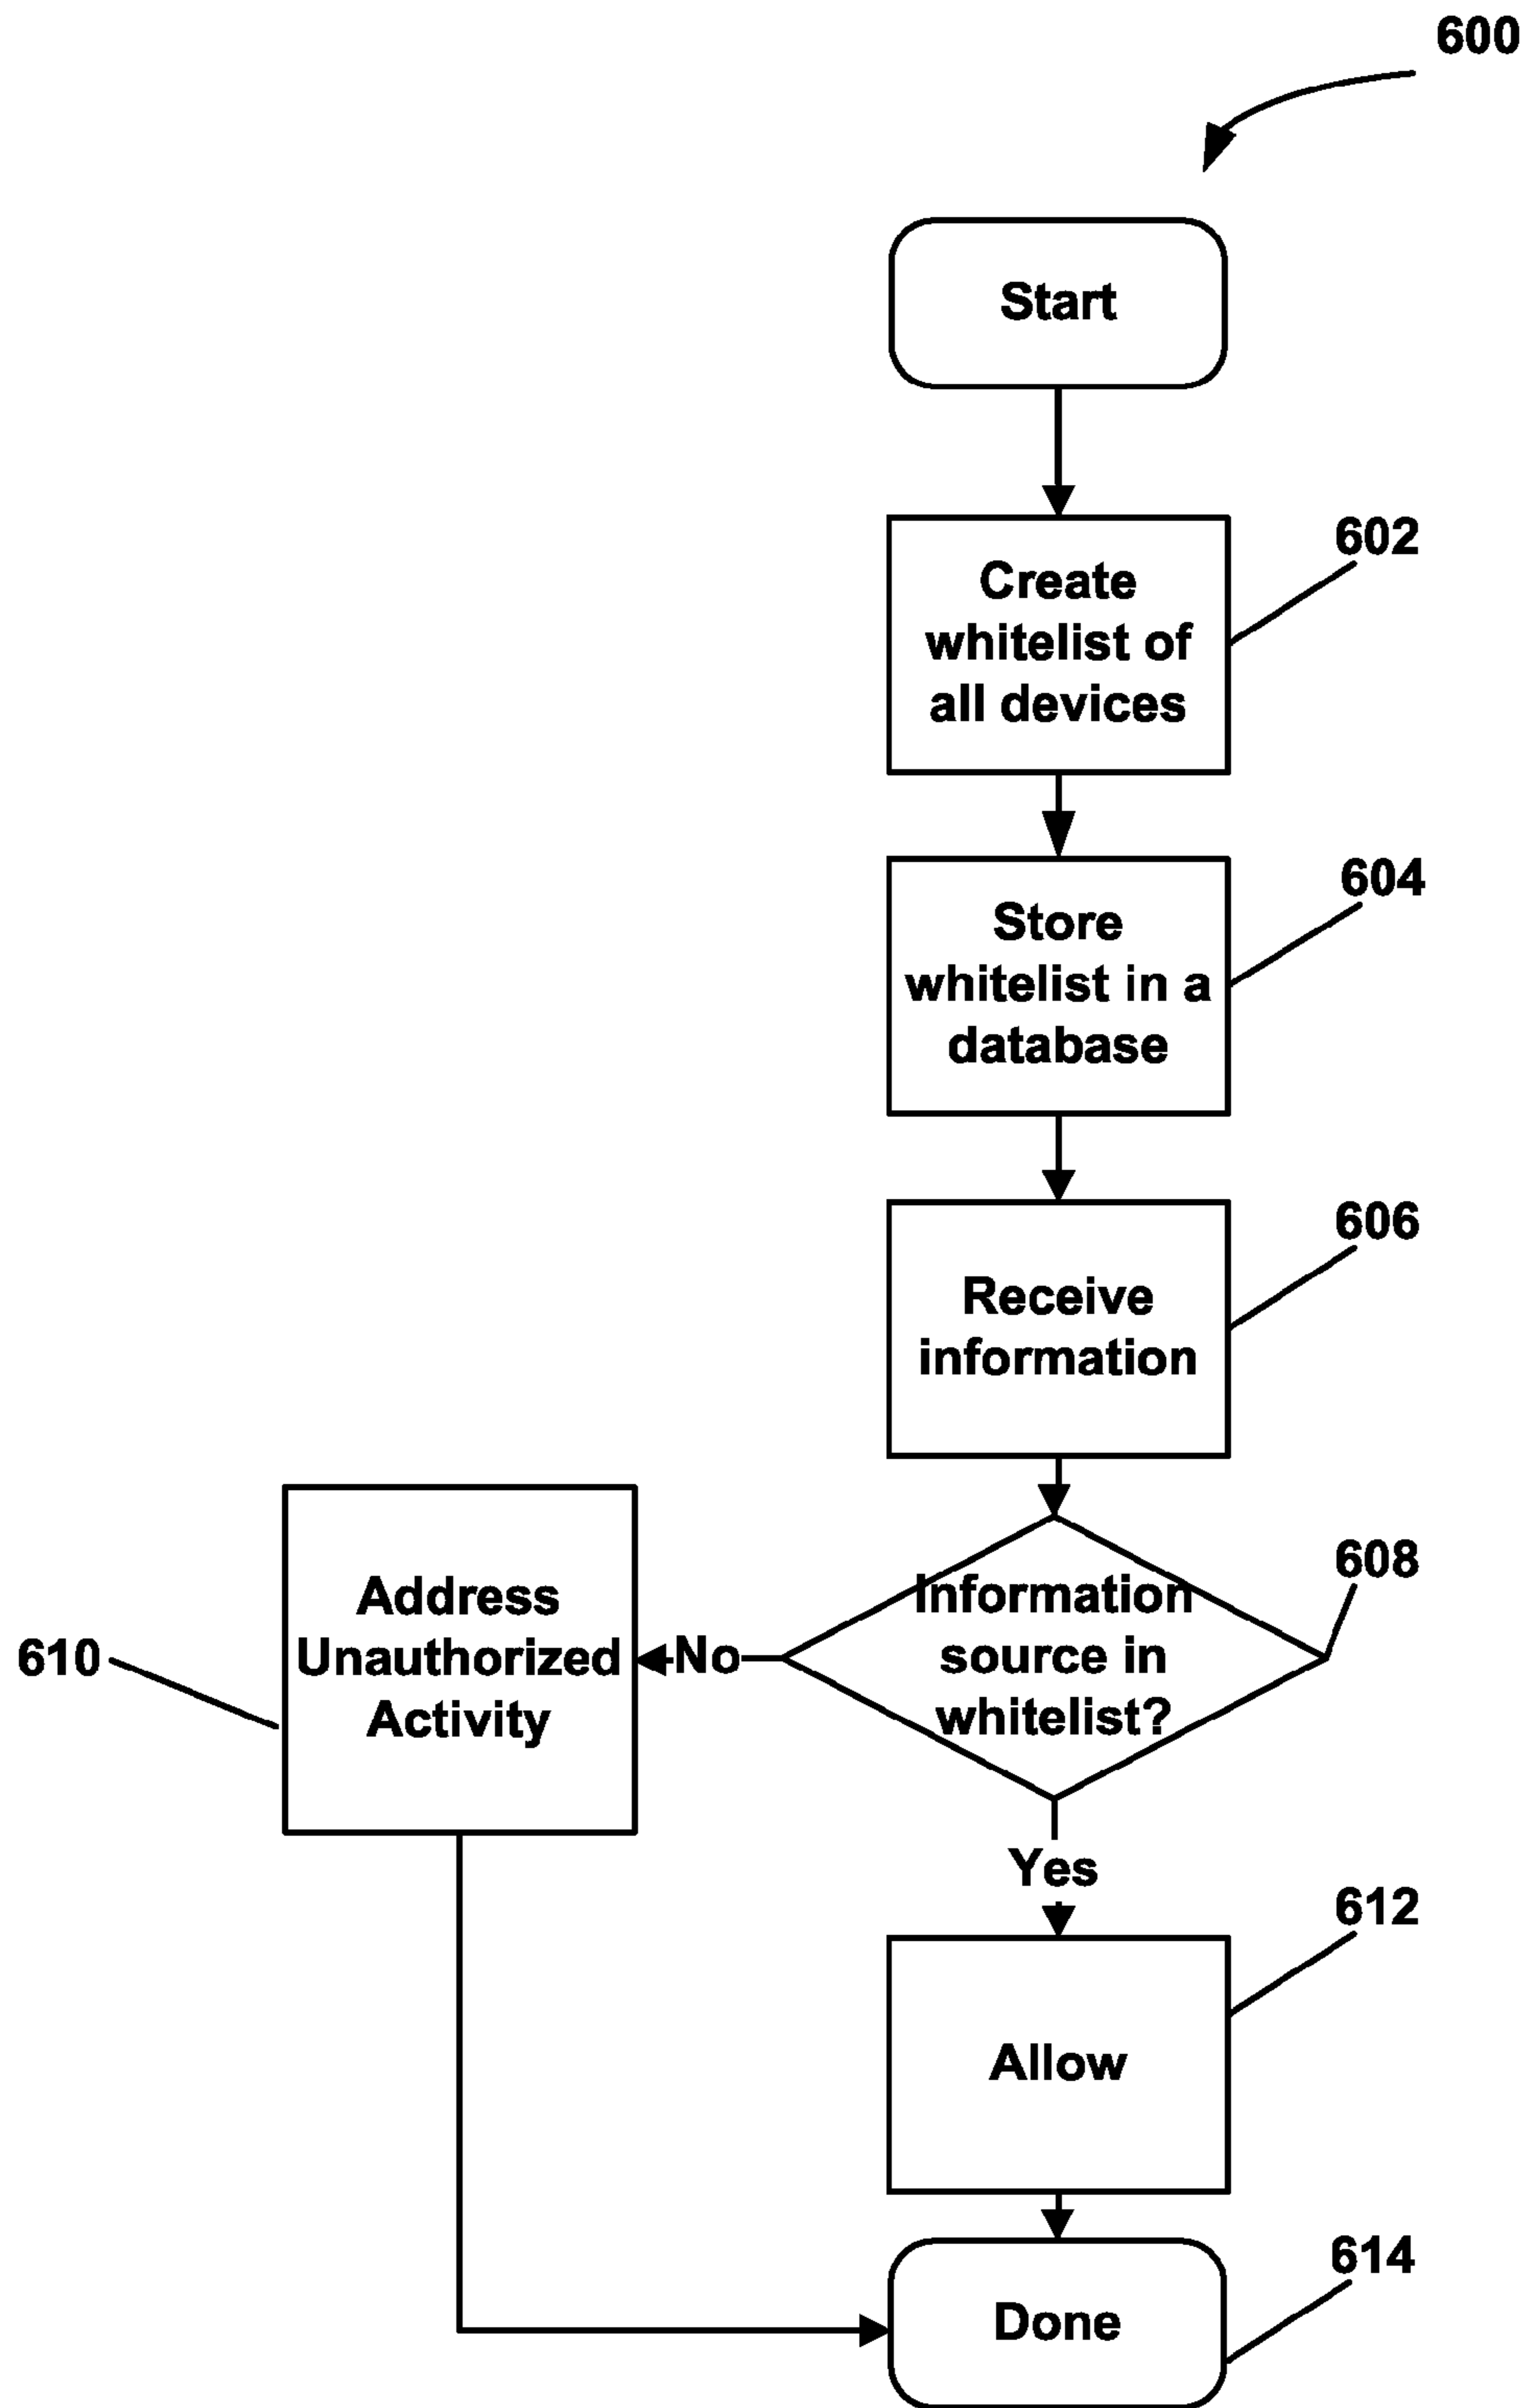 600
Start
602
Create
whitelist of
all devices
604
Store
whitelist in a
database
606
Receive
information
608
Information
source in
whitelist?
No
610
Address
Unauthorized
Activity
Yes
612
Allow
614
Done